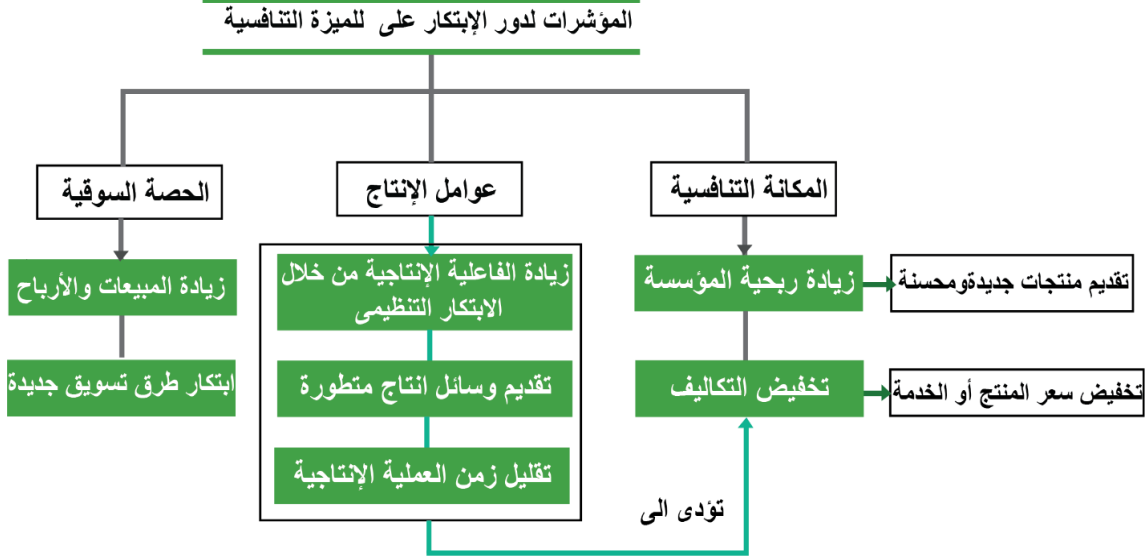 المؤشرات لدور الإبتكار على للميزة التنافسية
المكانة التنافسية
عوامل الإنتاج
الحصة السوقية
زيادة ربحية المؤسسة
تقديم منتجات جديدةومحسنة
تخفيض التكاليف
تخفيض سعر المنتج أو الخدمة
زيادة الفاعلية الإنتاجية من خلال
الابتكار التنظيمى
تقديم وسائل انتاج متطورة
تقليل زمن العملية الإنتاجية
تؤدى الى
زيادة المبيعات والأرباح
ابتكار طرق تسويق جديدة